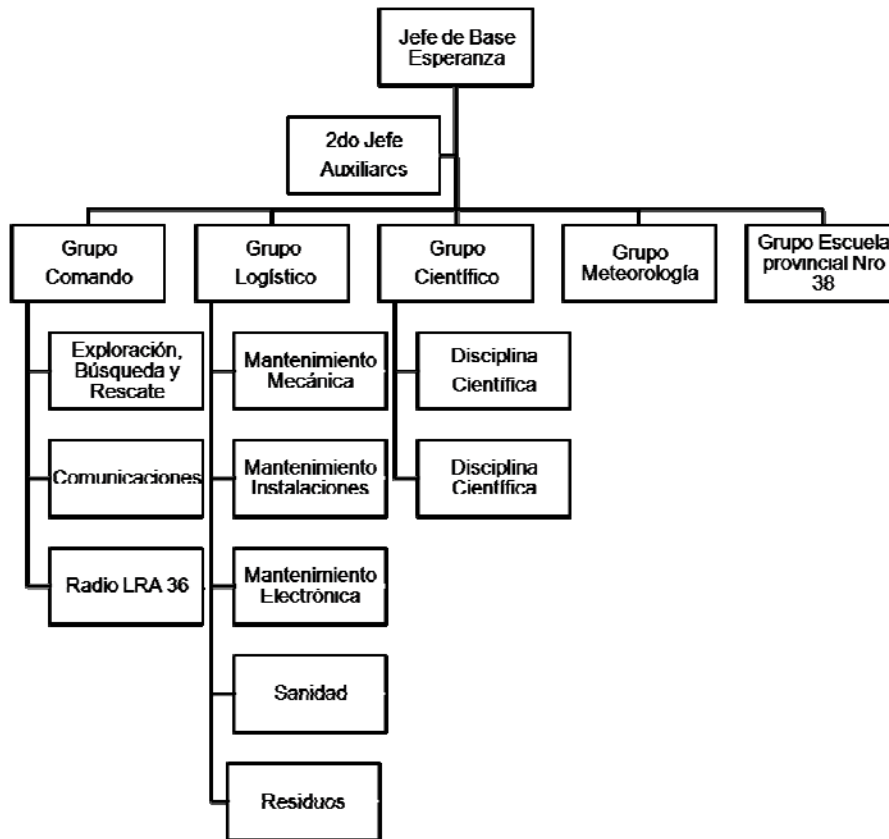 Jefe de Base
Esperanza
2do Jefe
Auxiliares
Grupo
Comando
Grupo
Logístico
Grupo
Científico
Grupo
Meteorología
Grupo Escuela
provincial Nro
38
Exploración,
Búsqueda y
Rescate
Comunicaciones
Radio LRA 36
Mantenimiento
Mecánica
Mantenimiento
Instalaciones
Mantenimiento
Electrónica
Sanidad
Residuos
Disciplina
Científica
Disciplina
Científica